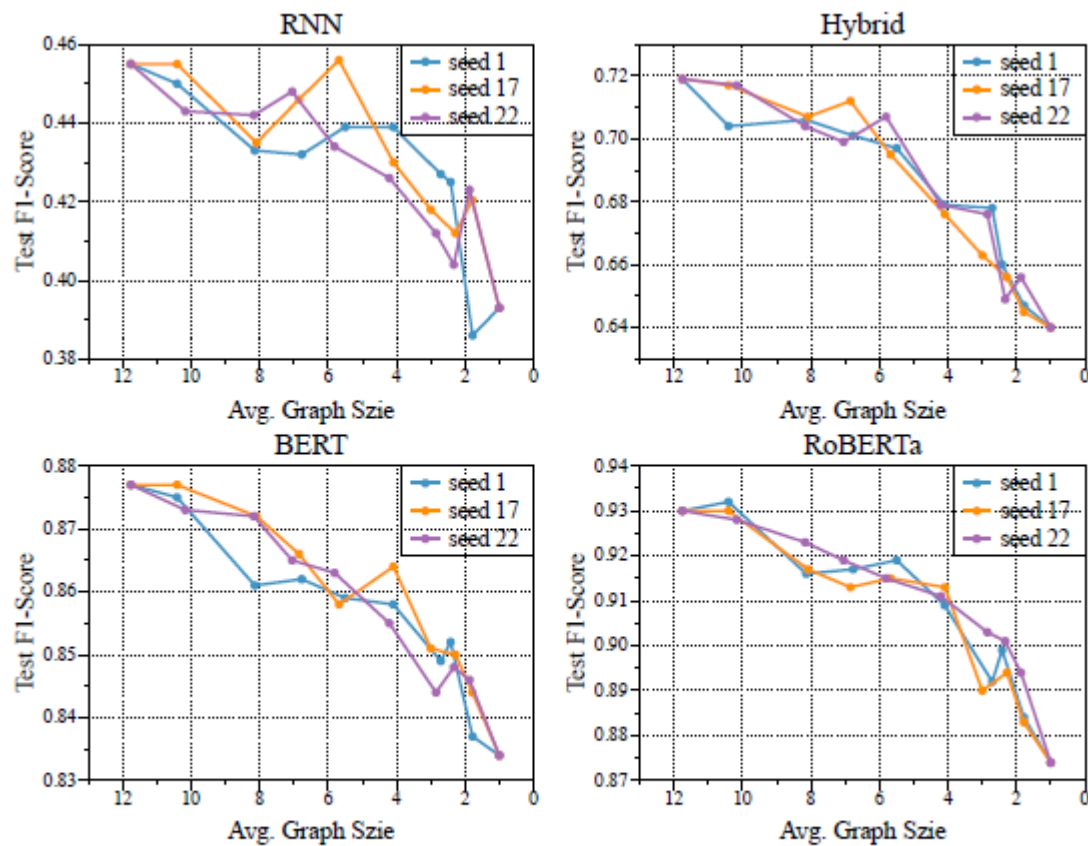 RNN
0.46
0.44
0.42
0.40
0.38
Test F1-Score
seed 1
seed 17
seed 22
12 10 8 6 4 2 0
Avg. Graph Szie
Hybrid
0.72
0.70
0.68
0.66
0.64
Test F1-Score
seed 1
seed 17
seed 22
12 10 8 6 4 2 0
Avg. Graph Szie
BERT
0.88
0.87
0.86
0.85
0.84
0.83
Test F1-Score
seed 1
seed 17
seed 22
12 10 8 6 4 2 0
Avg. Graph Szie
RoBERTa
0.94
0.93
0.92
0.91
0.90
0.89
0.88
0.87
Test F1-Score
seed 1
seed 17
seed 22
12 10 8 6 4 2 0
Avg. Graph Szie